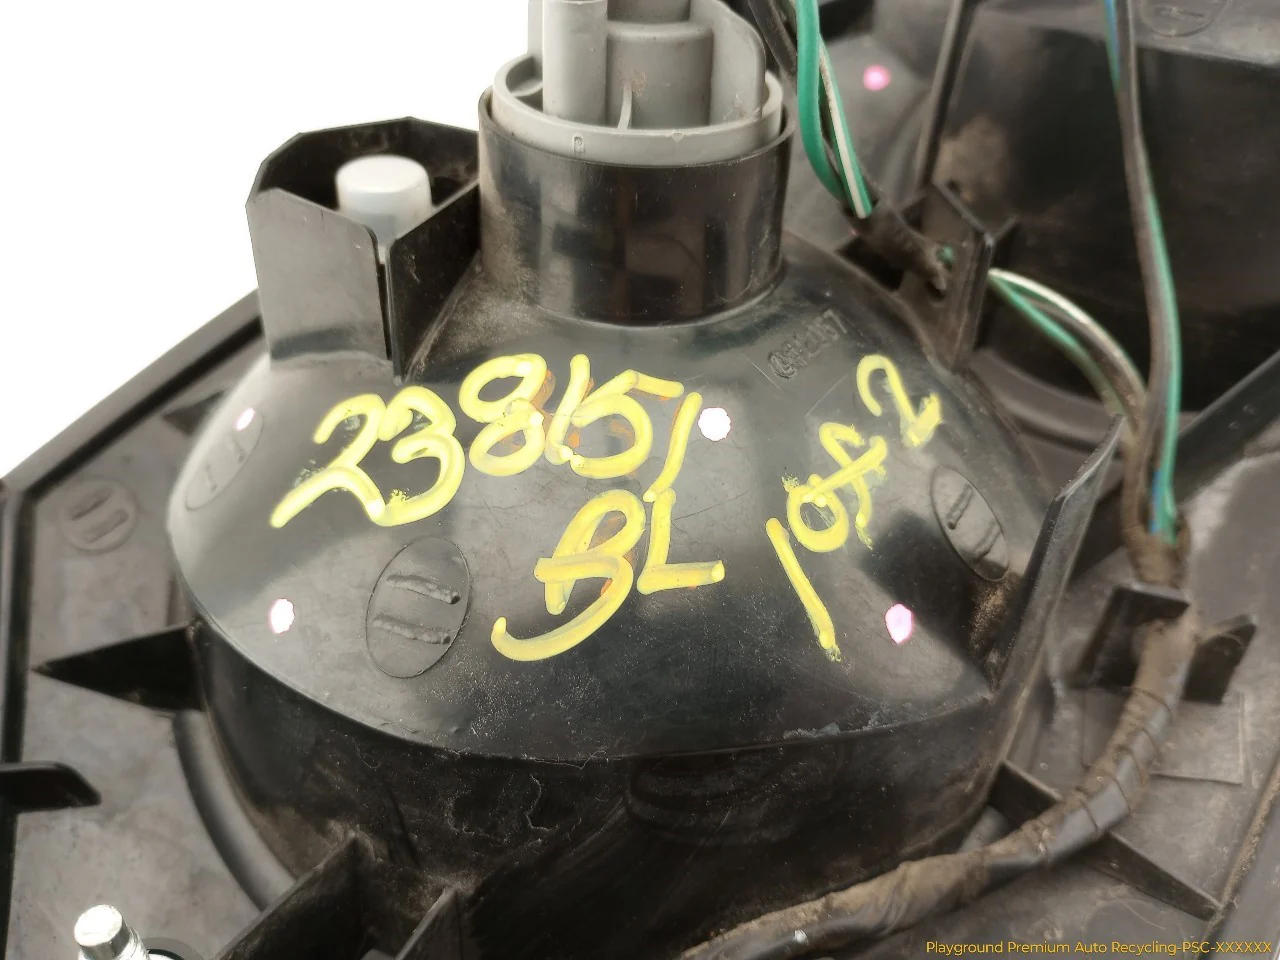 238151
BL
1 of 2
Playground Premium Auto Recycling-PSC-XXXXXX